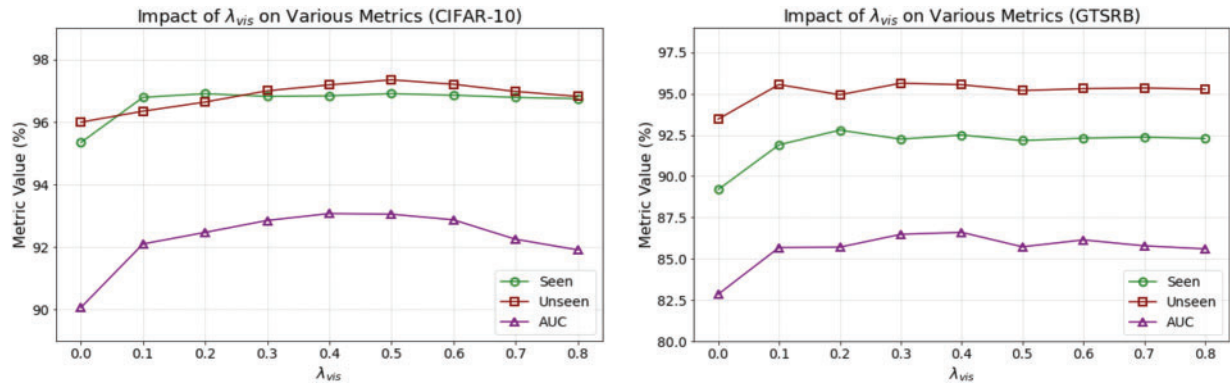 Impact of λvis on Various Metrics (CIFAR-10)
Metric Value (%)
98
96
94
92
90
0.0 0.1 0.2 0.3 0.4 0.5 0.6 0.7 0.8
λvis
Seen
Unseen
AUC
Impact of λvis on Various Metrics (GTSRB)
Metric Value (%)
97.5
95.0
92.5
90.0
87.5
85.0
82.5
80.0
0.0 0.1 0.2 0.3 0.4 0.5 0.6 0.7 0.8
λvis
Seen
Unseen
AUC